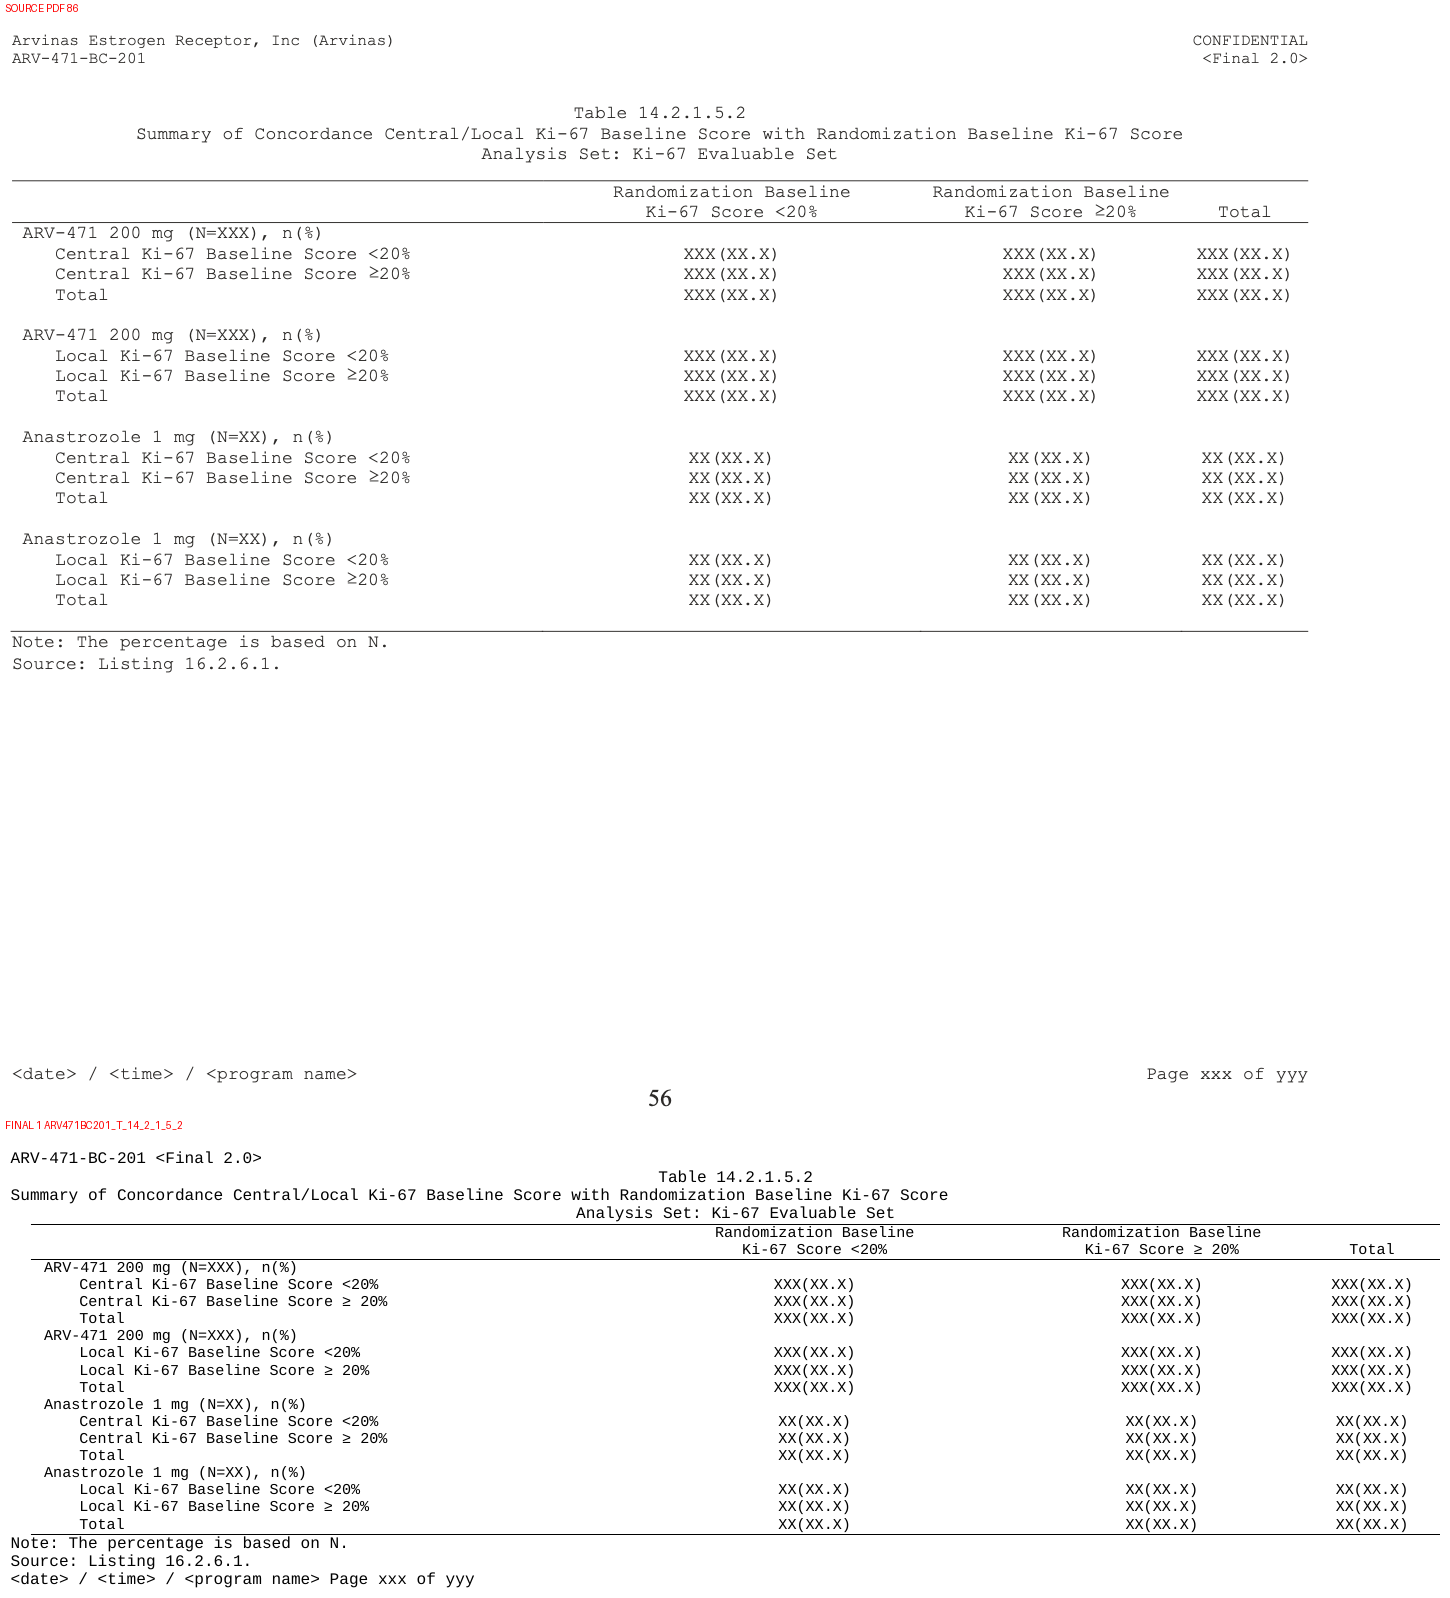 SOURCE PDF 86
Arvinas Estrogen Receptor, Inc (Arvinas) CONFIDENTIAL
ARV-471-BC-201 <Final 2.0>
Table 14.2.1.5.2
Summary of Concordance Central/Local Ki-67 Baseline Score with Randomization Baseline Ki-67 Score
Analysis Set: Ki-67 Evaluable Set
Randomization Baseline Randomization Baseline
Ki-67 Score <20% Ki-67 Score ≥20% Total
ARV-471 200 mg (N=XXX), n(%)
Central Ki-67 Baseline Score <20% XXX(XX.X) XXX(XX.X) XXX(XX.X)
Central Ki-67 Baseline Score ≥20% XXX(XX.X) XXX(XX.X) XXX(XX.X)
Total XXX(XX.X) XXX(XX.X) XXX(XX.X)
ARV-471 200 mg (N=XXX), n(%)
Local Ki-67 Baseline Score <20% XXX(XX.X) XXX(XX.X) XXX(XX.X)
Local Ki-67 Baseline Score ≥20% XXX(XX.X) XXX(XX.X) XXX(XX.X)
Total XXX(XX.X) XXX(XX.X) XXX(XX.X)
Anastrozole 1 mg (N=XX), n(%)
Central Ki-67 Baseline Score <20% XX(XX.X) XX(XX.X) XX(XX.X)
Central Ki-67 Baseline Score ≥20% XX(XX.X) XX(XX.X) XX(XX.X)
Total XX(XX.X) XX(XX.X) XX(XX.X)
Anastrozole 1 mg (N=XX), n(%)
Local Ki-67 Baseline Score <20% XX(XX.X) XX(XX.X) XX(XX.X)
Local Ki-67 Baseline Score ≥20% XX(XX.X) XX(XX.X) XX(XX.X)
Total XX(XX.X) XX(XX.X) XX(XX.X)
Note: The percentage is based on N.
Source: Listing 16.2.6.1.
<date> / <time> / <program name> Page xxx of yyy
56
FINAL 1 ARV471BC201_T_14_2_1_5_2
ARV-471-BC-201 <Final 2.0>
Table 14.2.1.5.2
Summary of Concordance Central/Local Ki-67 Baseline Score with Randomization Baseline Ki-67 Score
Analysis Set: Ki-67 Evaluable Set
Randomization Baseline Randomization Baseline
Ki-67 Score <20% Ki-67 Score ≥ 20% Total
ARV-471 200 mg (N=XXX), n(%)
Central Ki-67 Baseline Score <20% XXX(XX.X) XXX(XX.X) XXX(XX.X)
Central Ki-67 Baseline Score ≥ 20% XXX(XX.X) XXX(XX.X) XXX(XX.X)
Total XXX(XX.X) XXX(XX.X) XXX(XX.X)
ARV-471 200 mg (N=XXX), n(%)
Local Ki-67 Baseline Score <20% XXX(XX.X) XXX(XX.X) XXX(XX.X)
Local Ki-67 Baseline Score ≥ 20% XXX(XX.X) XXX(XX.X) XXX(XX.X)
Total XXX(XX.X) XXX(XX.X) XXX(XX.X)
Anastrozole 1 mg (N=XX), n(%)
Central Ki-67 Baseline Score <20% XX(XX.X) XX(XX.X) XX(XX.X)
Central Ki-67 Baseline Score ≥ 20% XX(XX.X) XX(XX.X) XX(XX.X)
Total XX(XX.X) XX(XX.X) XX(XX.X)
Anastrozole 1 mg (N=XX), n(%)
Local Ki-67 Baseline Score <20% XX(XX.X) XX(XX.X) XX(XX.X)
Local Ki-67 Baseline Score ≥ 20% XX(XX.X) XX(XX.X) XX(XX.X)
Total XX(XX.X) XX(XX.X) XX(XX.X)
Note: The percentage is based on N.
Source: Listing 16.2.6.1.
<date> / <time> / <program name> Page xxx of yyy